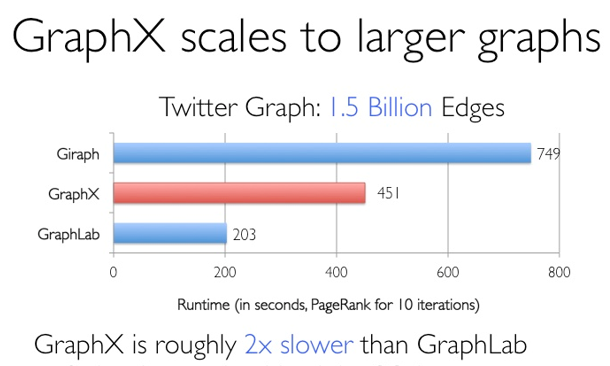 GraphX scales to larger graphs
Twitter Graph: 1.5 Billion Edges
Giraph 749
GraphX 451
GraphLab 203
0 200 400 600 800
Runtime (in seconds, PageRank for 10 iterations)
GraphX is roughly 2x slower than GraphLab